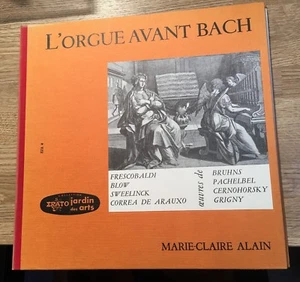 L'ORGUE AVANT BACH
FRESCOBALDI
BLOW
SWEELINCK
CORREA DE ARAUXO
œuvres de
BRUHNS
PACHELBEL
CERNOHORSKY
GRIGNY
ERATO jardin
des arts
MARIE-CLAIRE ALAIN